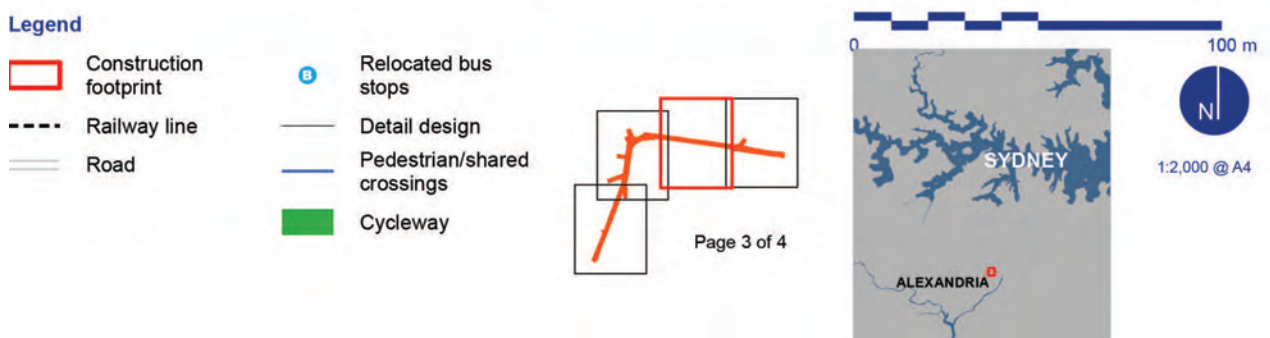 Legend
Construction
footprint
Railway line
Road
B
Relocated bus
stops
Detail design
Pedestrian/shared
crossings
Cycleway
Page 3 of 4
0
100 m
SYDNEY
ALEXANDRIA
N
1:2,000 @ A4